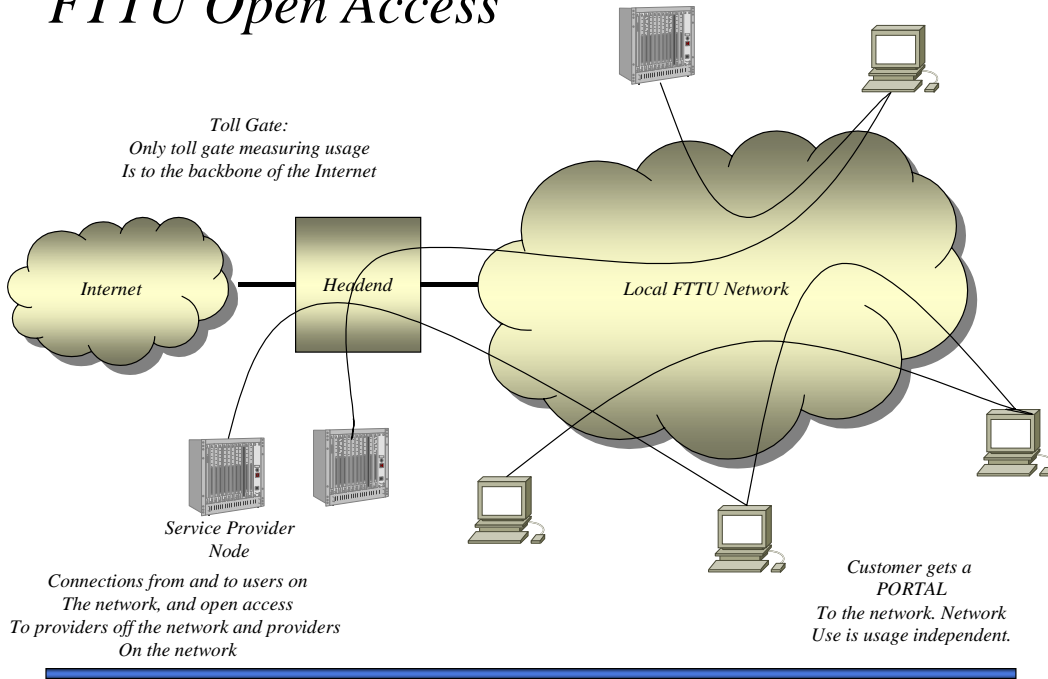 FTTU Open Access
Toll Gate:
Only toll gate measuring usage
Is to the backbone of the Internet
Internet
Headend
Local FTTU Network
Service Provider
Node
Connections from and to users on
The network, and open access
To providers off the network and providers
On the network
Customer gets a
PORTAL
To the network. Network
Use is usage independent.